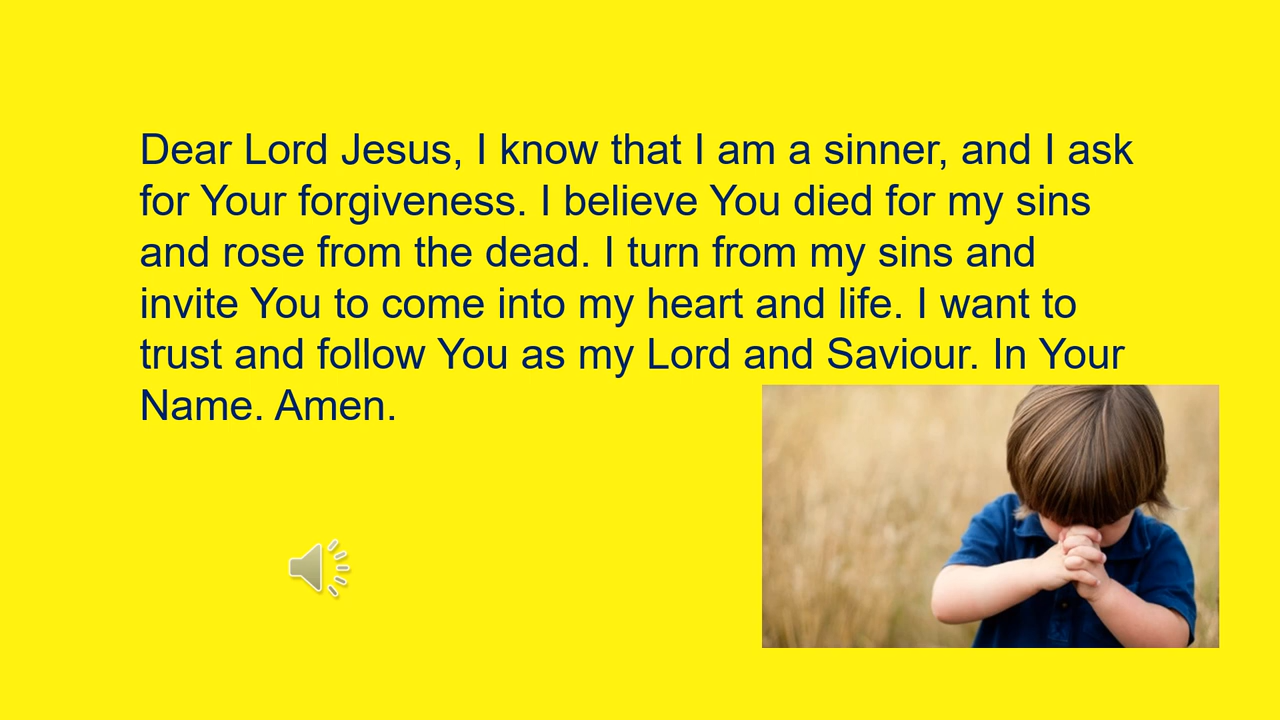 Dear Lord Jesus, I know that I am a sinner, and I ask
for Your forgiveness. I believe You died for my sins
and rose from the dead. I turn from my sins and
invite You to come into my heart and life. I want to
trust and follow You as my Lord and Saviour. In Your
Name. Amen.